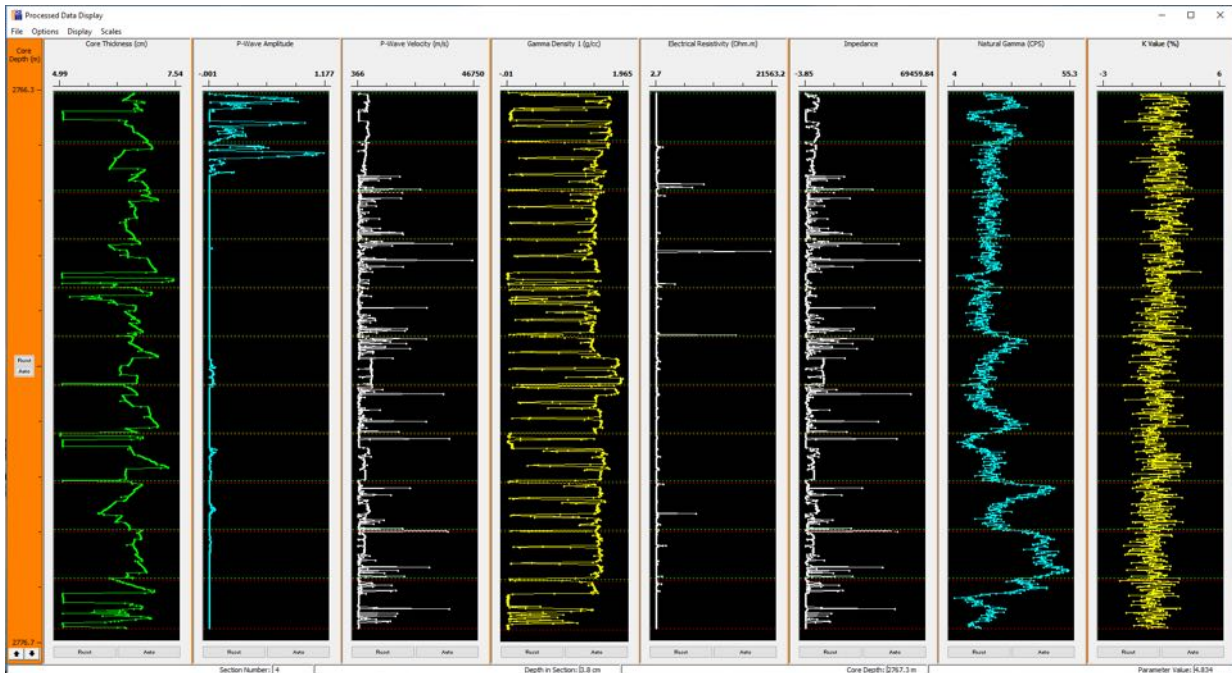 Processed Data Display
File Options Display Scales
Core Depth (m)
Core Thickness (cm) P-Wave Amplitude P-Wave Velocity (m/s) Gamma Density 1 (g/cc) Electrical Resistivity (Ohm.m) Impedance Natural Gamma (CPS) K Value (%)
4.99 7.54 -.001 1.177 366 46750 -.01 1.965 2.7 21563.2 -3.85 69459.84 4 55.3 -3 6
2766.3
Reset
Auto
2776.7
Reset Auto Reset Auto Reset Auto Reset Auto Reset Auto Reset Auto Reset Auto Reset Auto
Section Number: 4 Depth in Section: 3.8 cm Core Depth: 2767.3 m Parameter Value: 4.834